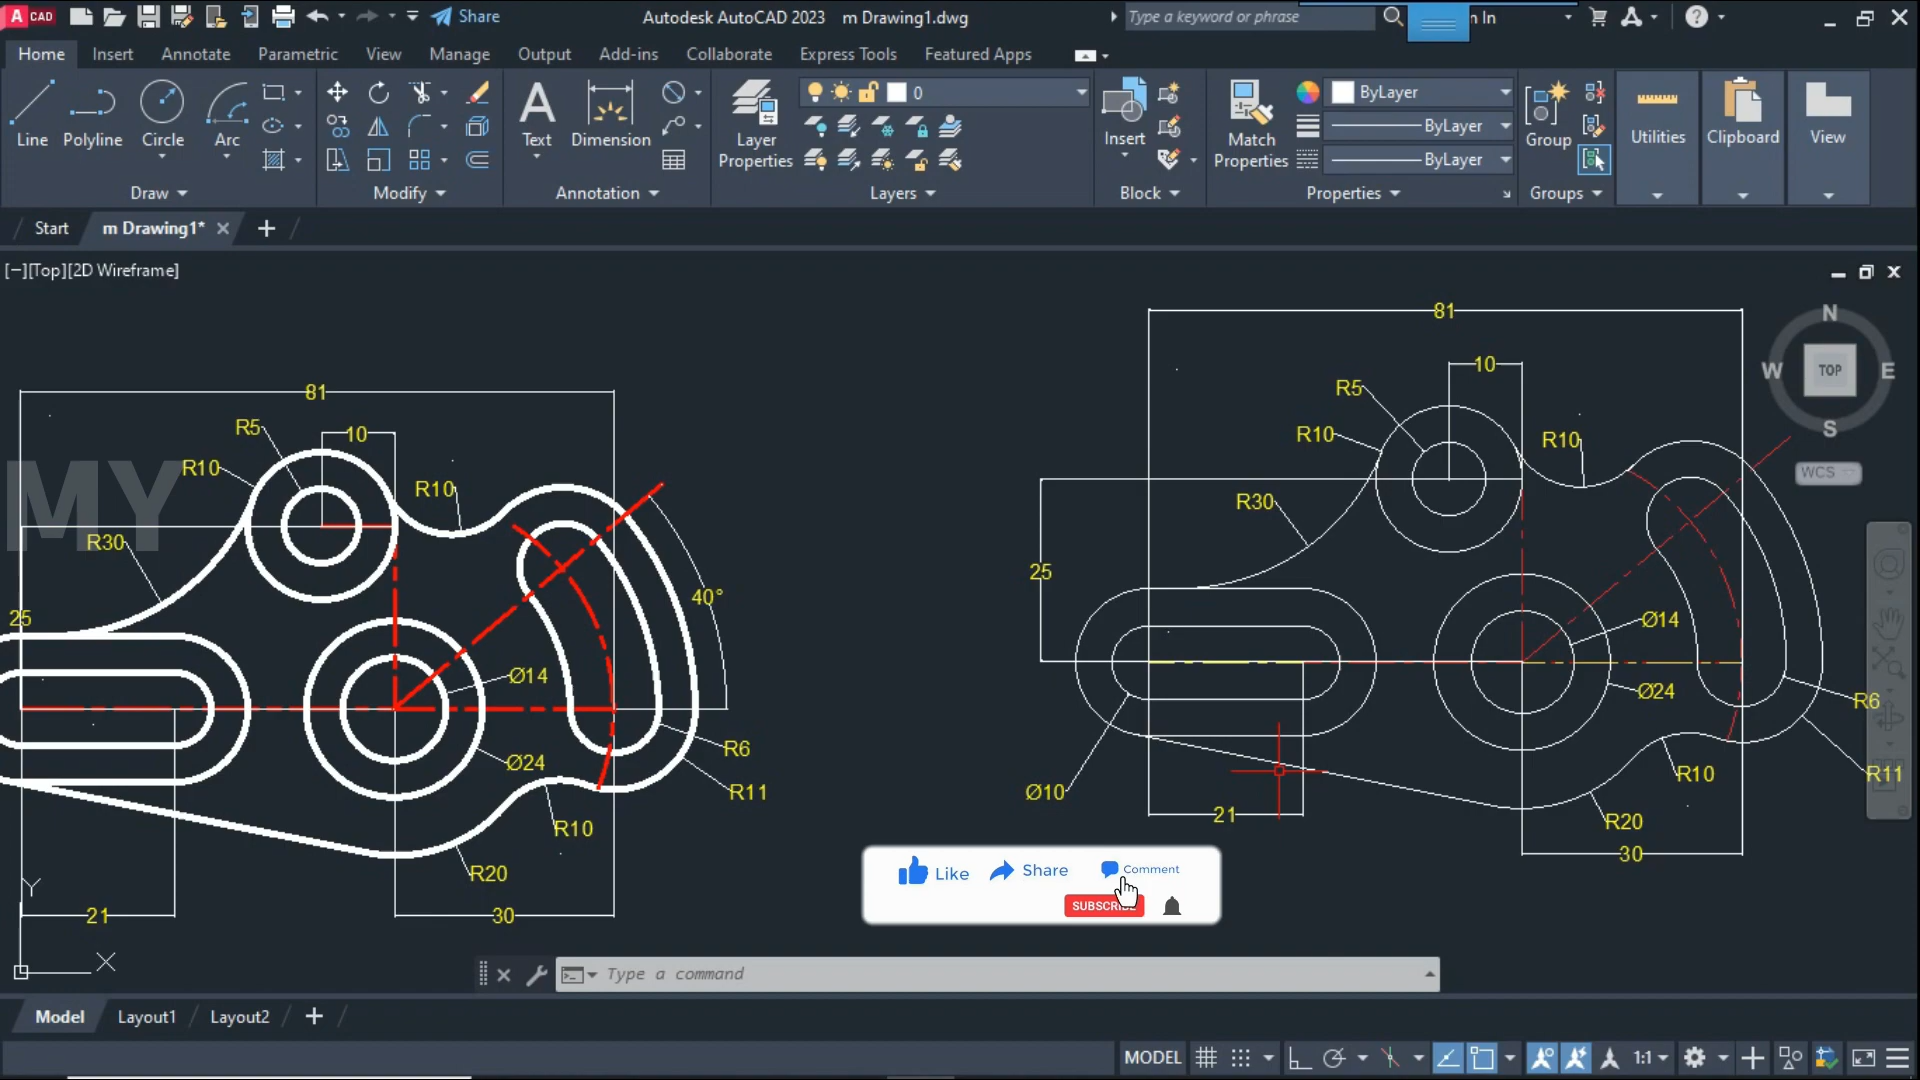 CAD
Share
Autodesk AutoCAD 2023 m Drawing1.dwg
Type a keyword or phrase
n In
Home Insert Annotate Parametric View Manage Output Add-ins Collaborate Express Tools Featured Apps
0
ByLayer
ByLayer
ByLayer
Line Polyline Circle Arc
Text Dimension
Layer Properties
Insert
Match Properties
Group
Utilities Clipboard View
Draw Modify Annotation Layers Block Properties Groups
Start m Drawing1*
[−][Top][2D Wireframe]
N
W TOP E
S
WCS
MY
81
R5
10
R10
R10
R30
25
40°
Ø14
Ø24
R6
R11
R10
R20
21
30
Y
X
81
10
R5
R10
R10
R30
25
Ø14
Ø24
R6
R10
R11
Ø10
21
R20
30
Like Share Comment
SUBSCRIBE
Type a command
Model Layout1 Layout2
MODEL 1:1